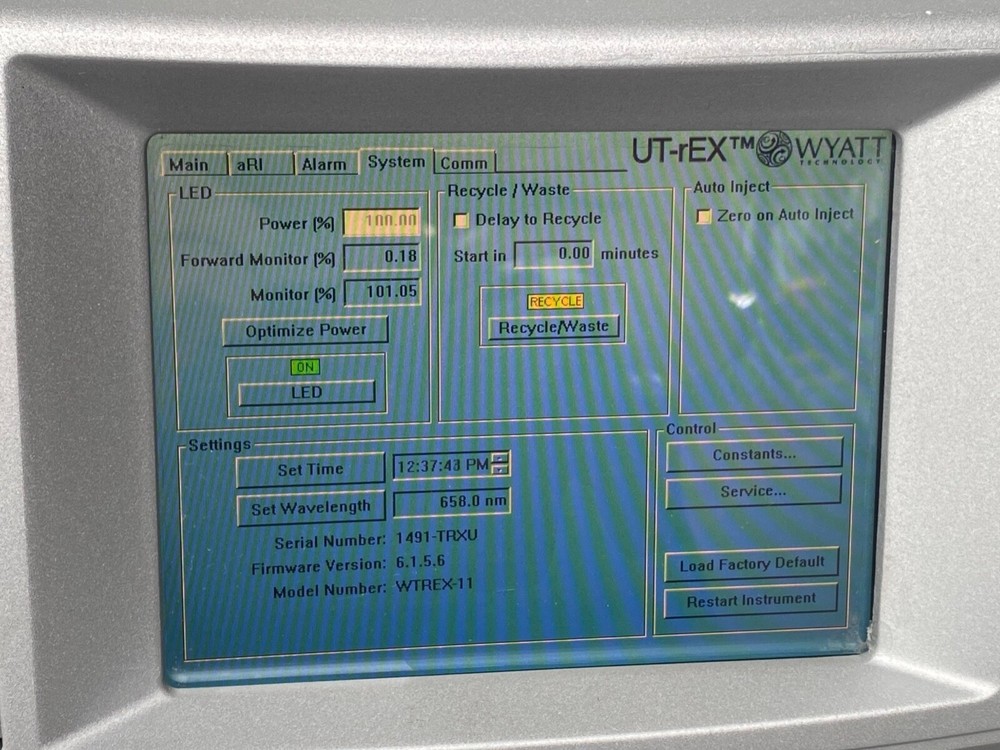 Main aRI Alarm System Comm
UT-rEX™ WYATT
TECHNOLOGY
LED
Power (%) 100.00
Forward Monitor (%) 0.18
Monitor (%) 101.05
Optimize Power
ON
LED
Recycle / Waste
Delay to Recycle
Start in 0.00 minutes
RECYCLE
Recycle/Waste
Auto Inject
Zero on Auto Inject
Settings
Set Time 12:37:43 PM
Set Wavelength 658.0 nm
Serial Number: 1491-TRXU
Firmware Version: 6.1.5.6
Model Number: WTREX-11
Control
Constants...
Service...
Load Factory Default
Restart Instrument